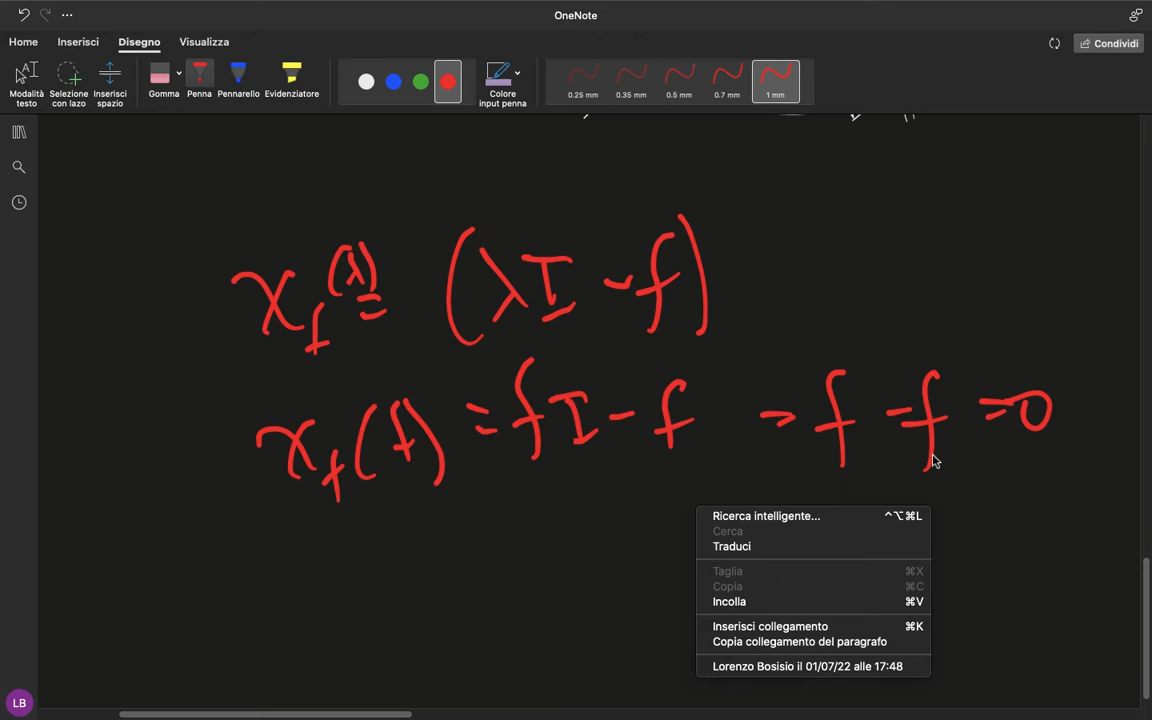 OneNote
Home Inserisci Disegno Visualizza
Condividi
Modalità testo
Selezione con lazo
Inserisci spazio
Gomma
Penna
Pennarello
Evidenziatore
Colore input penna
0.25 mm
0.35 mm
0.5 mm
0.7 mm
1 mm
χ_f(λ) (λI - f)
χ_f(f) = fI - f = f - f = 0
Ricerca intelligente... ^⌥⌘L
Cerca
Traduci
Taglia ⌘X
Copia ⌘C
Incolla ⌘V
Inserisci collegamento ⌘K
Copia collegamento del paragrafo
Lorenzo Bosisio il 01/07/22 alle 17:48
LB